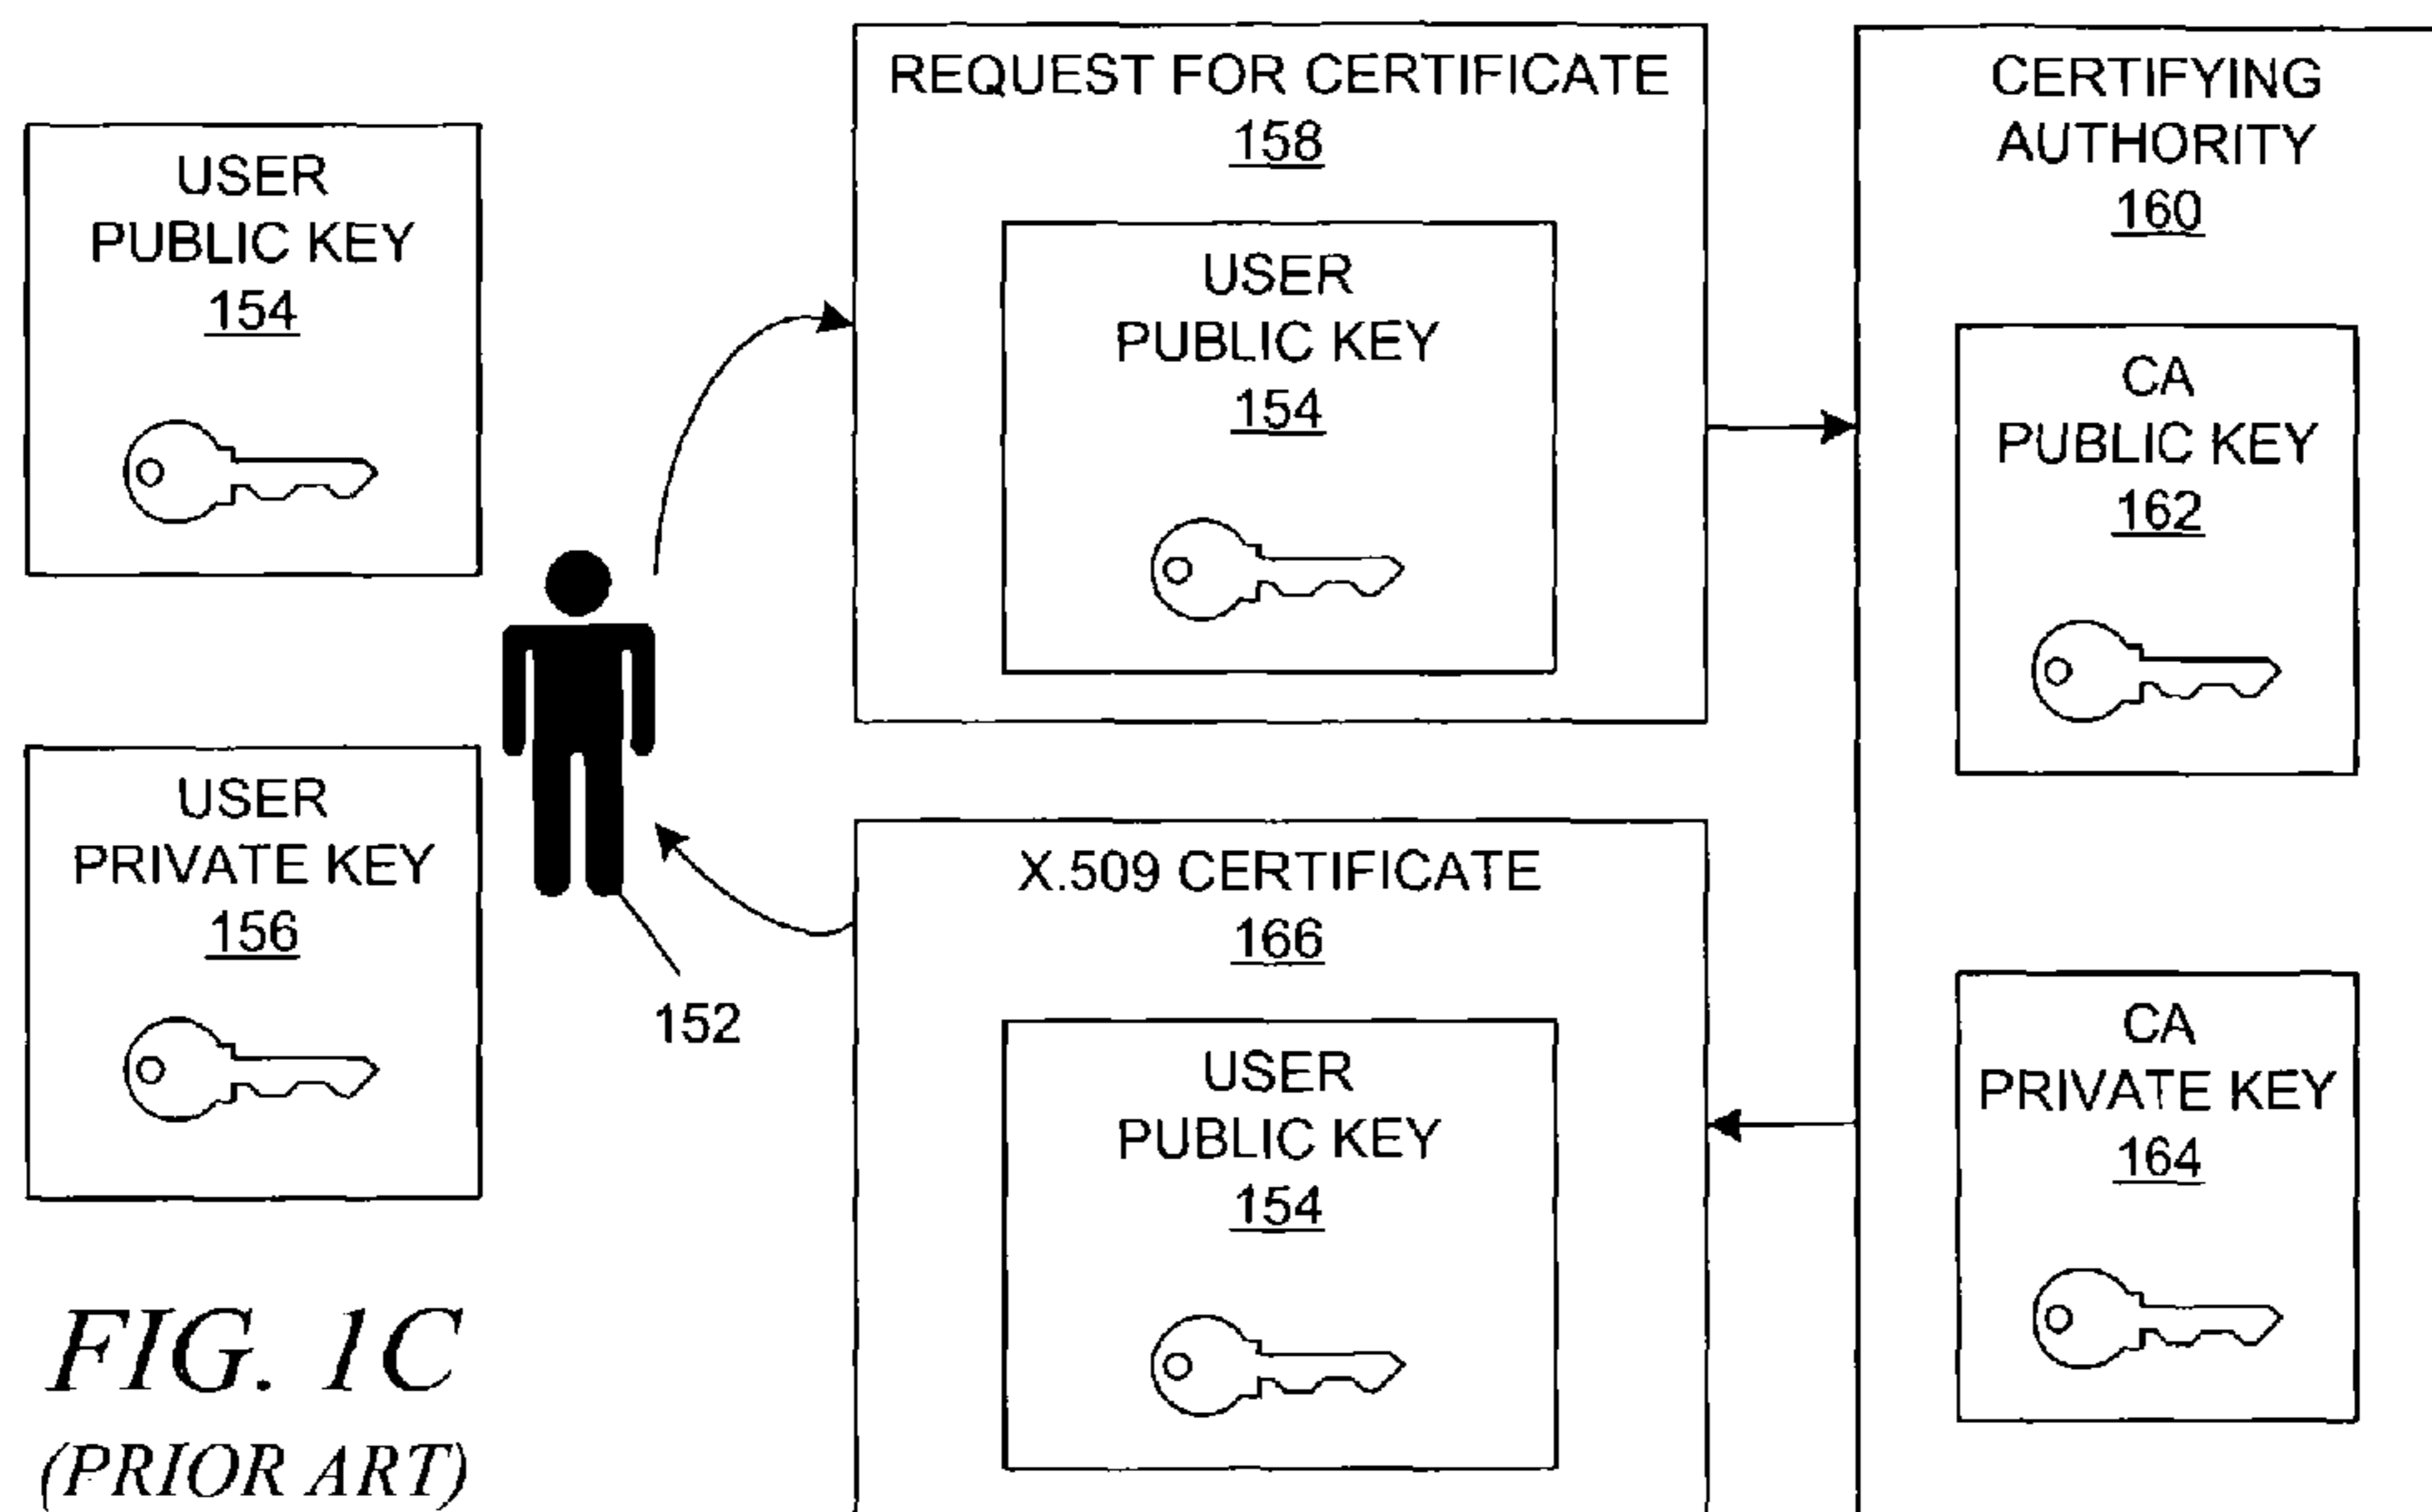 USER
PUBLIC KEY
154
USER
PRIVATE KEY
156
152
REQUEST FOR CERTIFICATE
158
USER
PUBLIC KEY
154
X.509 CERTIFICATE
166
USER
PUBLIC KEY
154
CERTIFYING
AUTHORITY
160
CA
PUBLIC KEY
162
CA
PRIVATE KEY
164
FIG. 1C
(PRIOR ART)